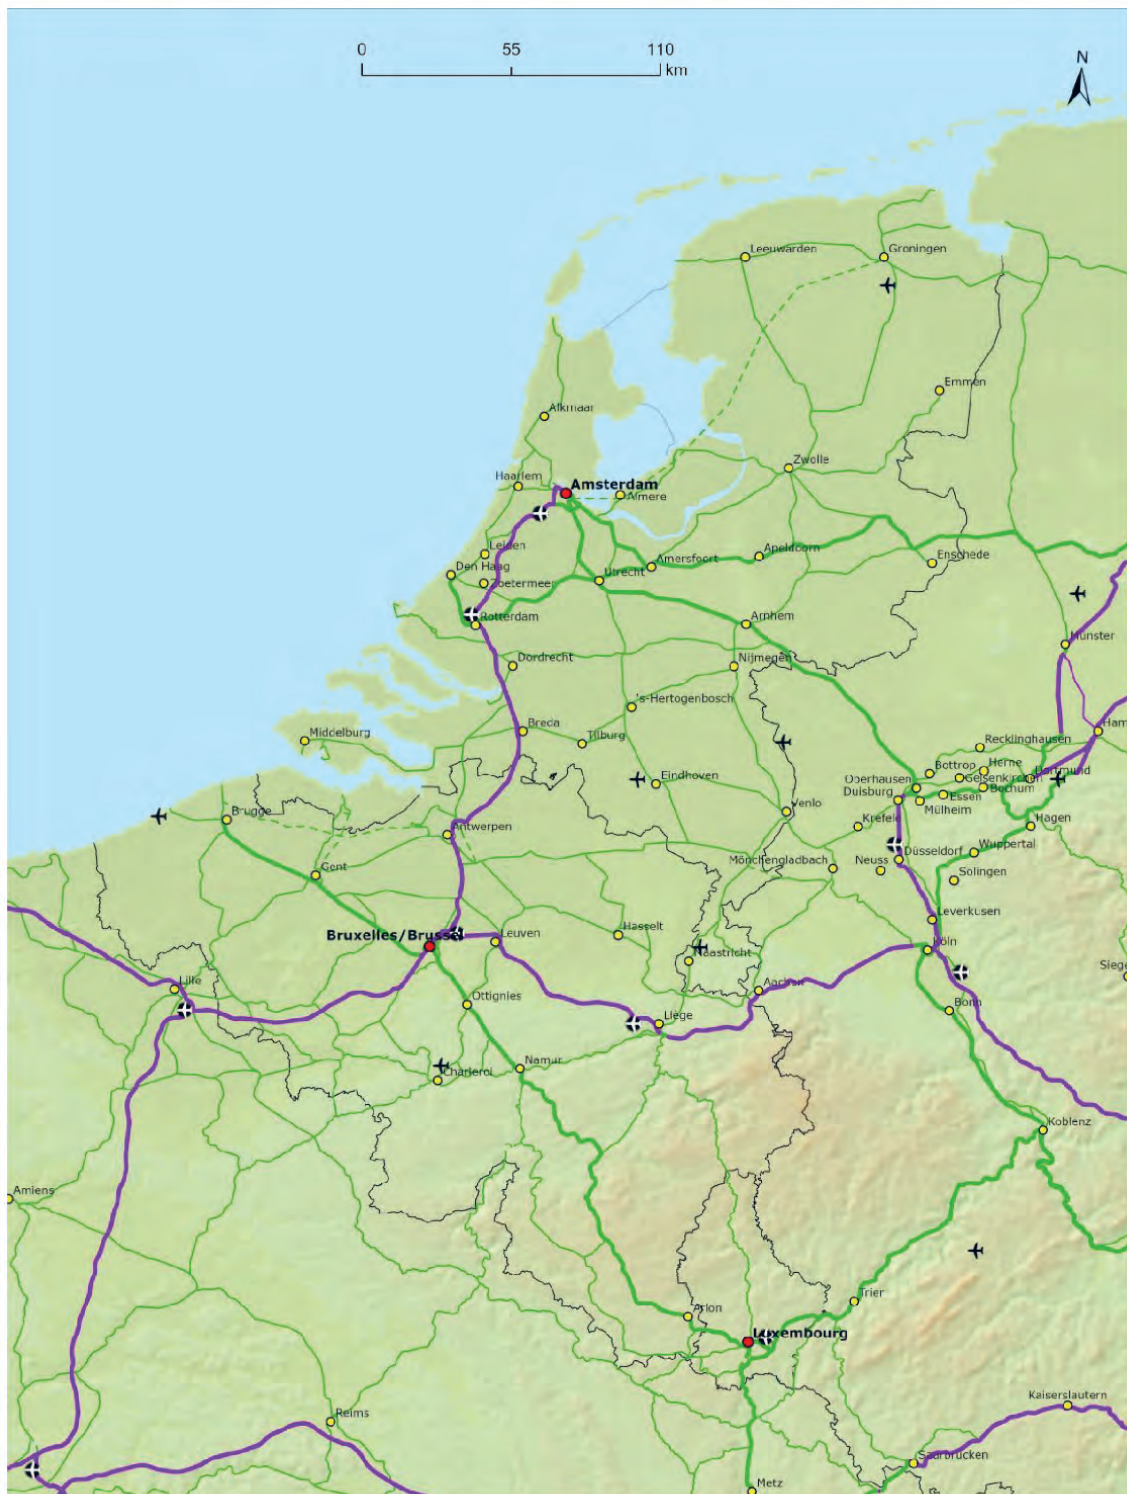 0 55 110
km
N
Leeuwarden
Groningen
Emmen
Alkmaar
Zwolle
Haarlem
Amsterdam
Almere
Leiden
Amersfoort
Apeldoorn
Enschede
Den Haag
Zoetermeer
Utrecht
Rotterdam
Arnhem
Münster
Dordrecht
Nijmegen
's-Hertogenbosch
Middelburg
Breda
Tilburg
Ham
Recklinghausen
Bottrop
Herne
Oberhausen
Gelsenkirchen
Dortmund
Eindhoven
Duisburg
Essen
Bochum
Mülheim
Brugge
Venlo
Krefeld
Hagen
Antwerpen
Wuppertal
Düsseldorf
Mönchengladbach
Neuss
Solingen
Gent
Leverkusen
Bruxelles/Brussel
Leuven
Hasselt
Köln
Maastricht
Siege
Lille
Aachen
Ottignies
Bonn
Liège
Namur
Charleroi
Koblenz
Amiens
Trier
Arlon
Luxembourg
Kaiserslautern
Reims
Saarbrücken
Metz